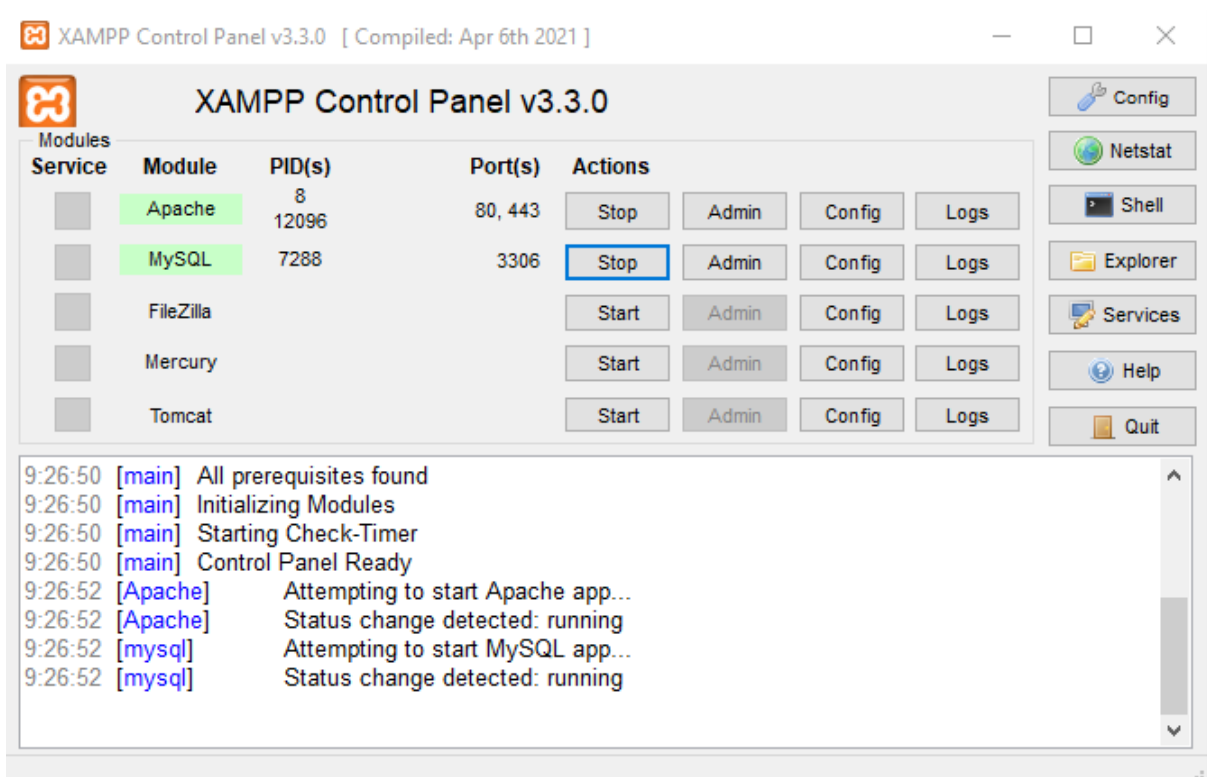 XAMPP Control Panel v3.3.0 [ Compiled: Apr 6th 2021 ]
XAMPP Control Panel v3.3.0
Config
Modules
Service Module PID(s) Port(s) Actions
Netstat
Apache 8 12096 80, 443 Stop Admin Config Logs
Shell
MySQL 7288 3306 Stop Admin Config Logs
Explorer
FileZilla Start Admin Config Logs
Services
Mercury Start Admin Config Logs
Help
Tomcat Start Admin Config Logs
Quit
9:26:50 [main] All prerequisites found
9:26:50 [main] Initializing Modules
9:26:50 [main] Starting Check-Timer
9:26:50 [main] Control Panel Ready
9:26:52 [Apache] Attempting to start Apache app...
9:26:52 [Apache] Status change detected: running
9:26:52 [mysql] Attempting to start MySQL app...
9:26:52 [mysql] Status change detected: running